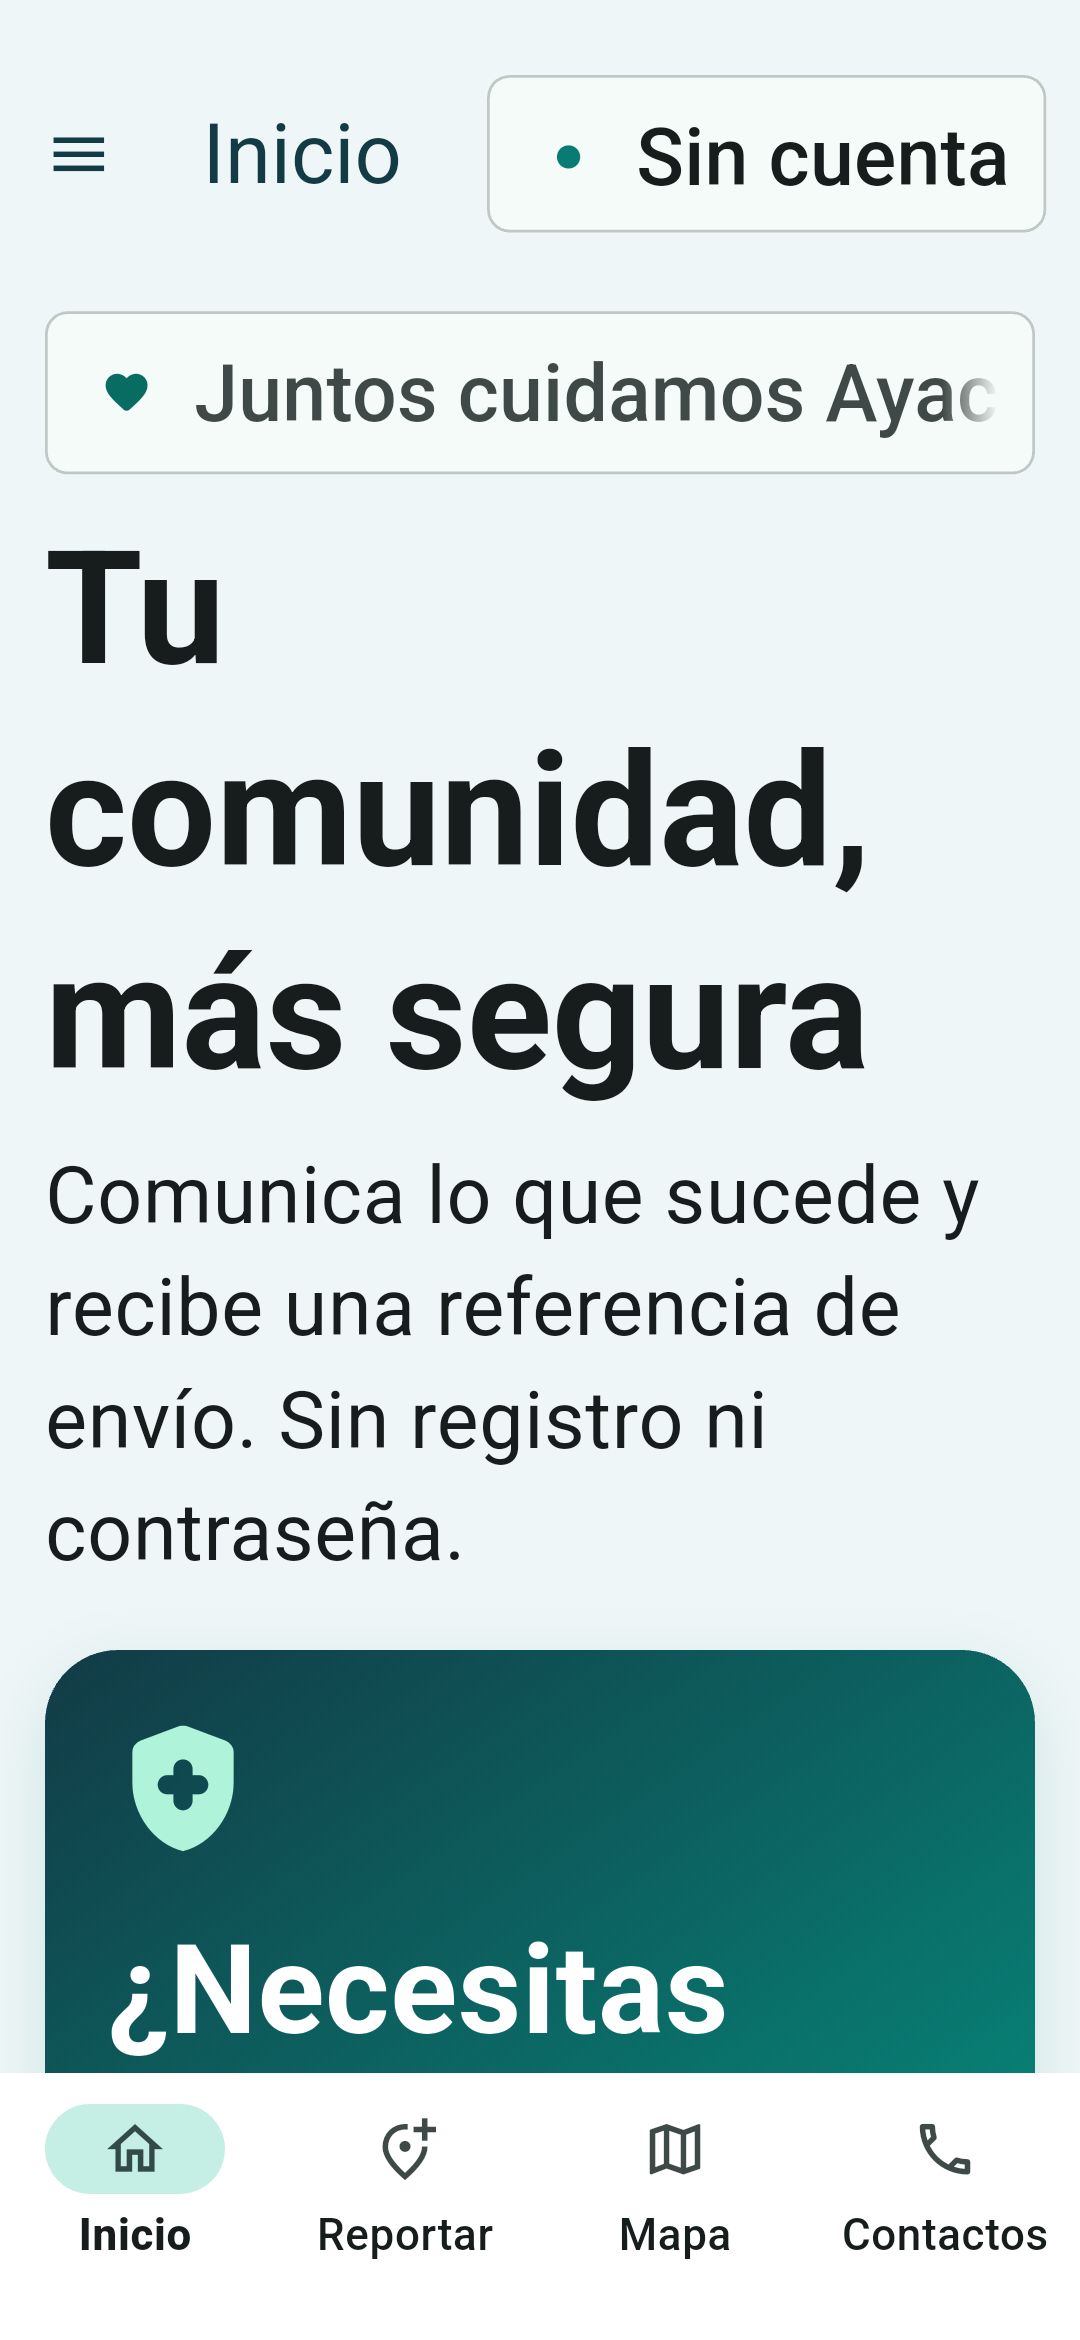 Inicio
Sin cuenta
Juntos cuidamos Ayac
Tu
comunidad,
más segura
Comunica lo que sucede y
recibe una referencia de
envío. Sin registro ni
contraseña.
¿Necesitas
Inicio
Reportar
Mapa
Contactos